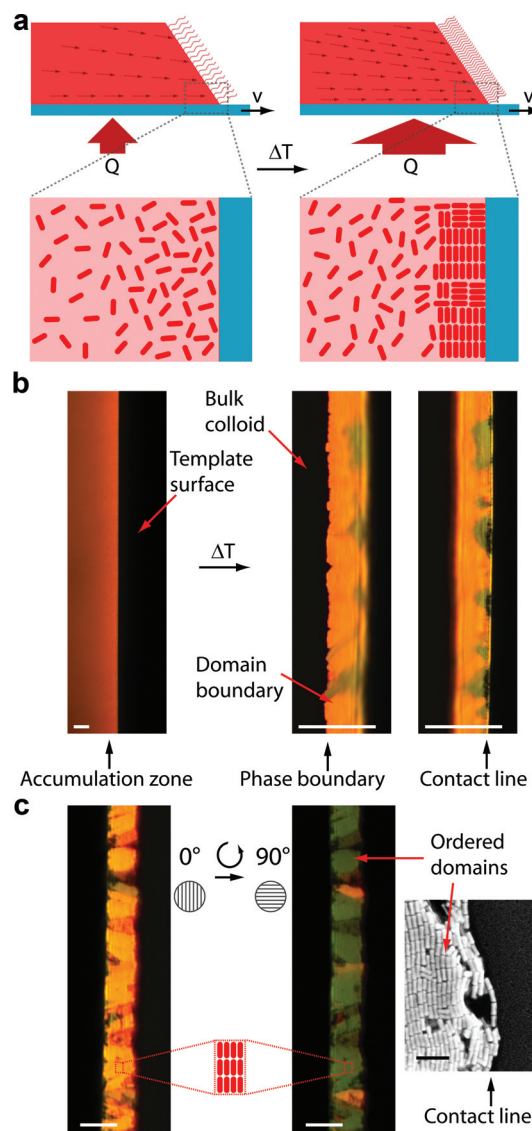 a
v
v
Q
ΔT
Q
b
Bulk
colloid
Template
surface
ΔT
Domain
boundary
Accumulation zone
Phase boundary
Contact line
c
0°
90°
Ordered
domains
Contact line